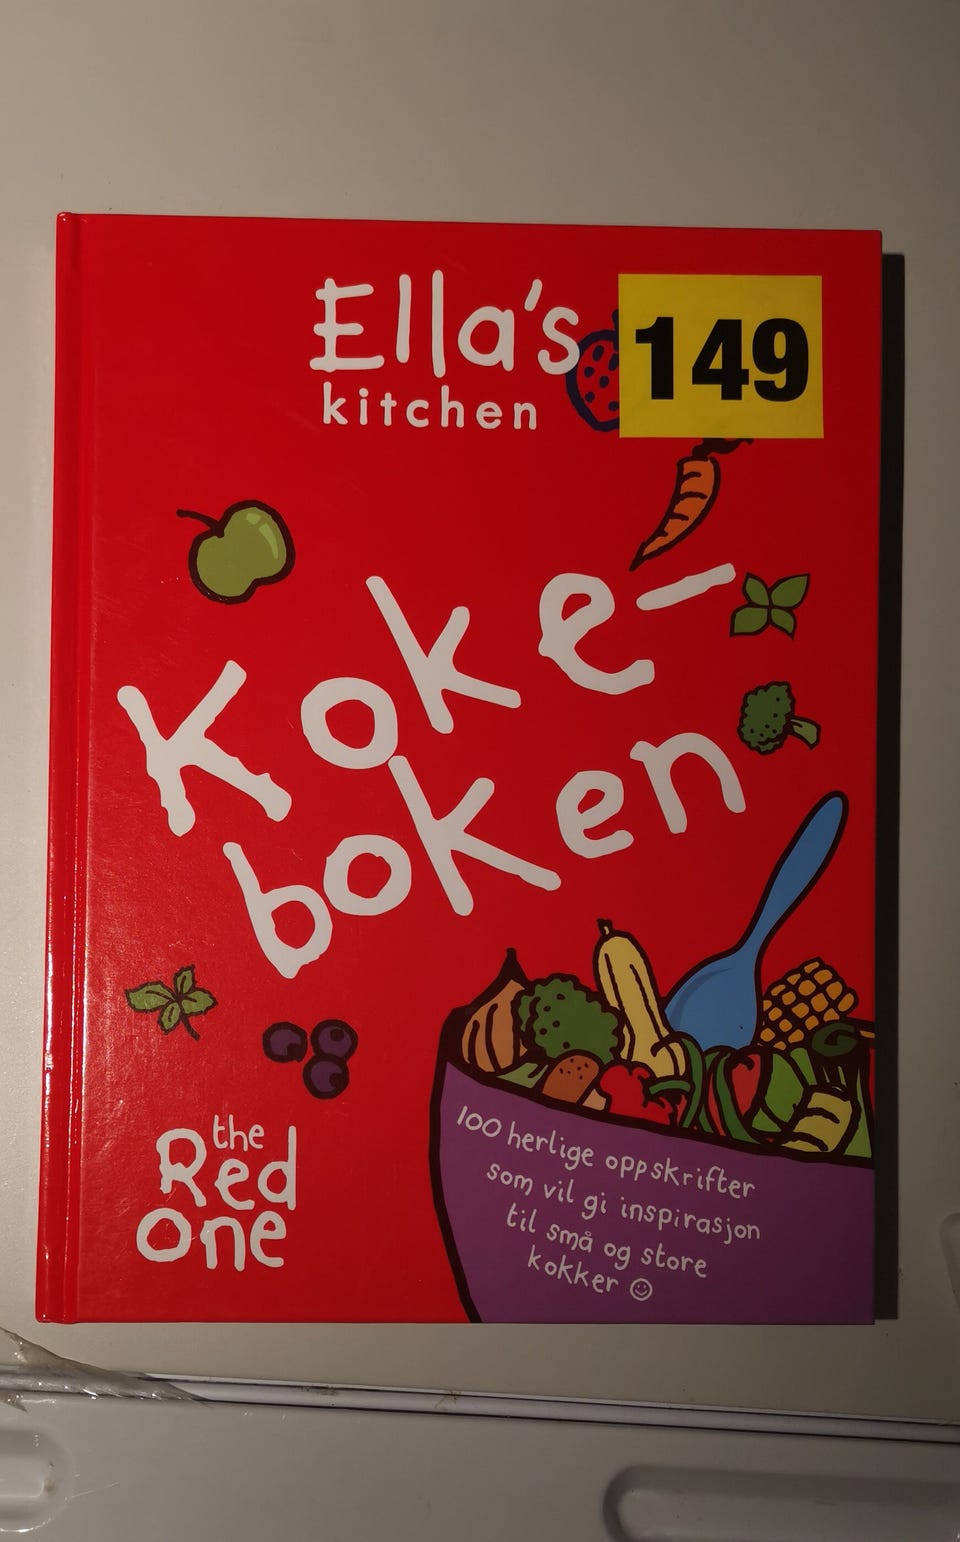 Ella's
kitchen
149
Koke-
boken
the
Red
one
100 herlige oppskrifter
som vil gi inspirasjon
til små og store
kokker ☺